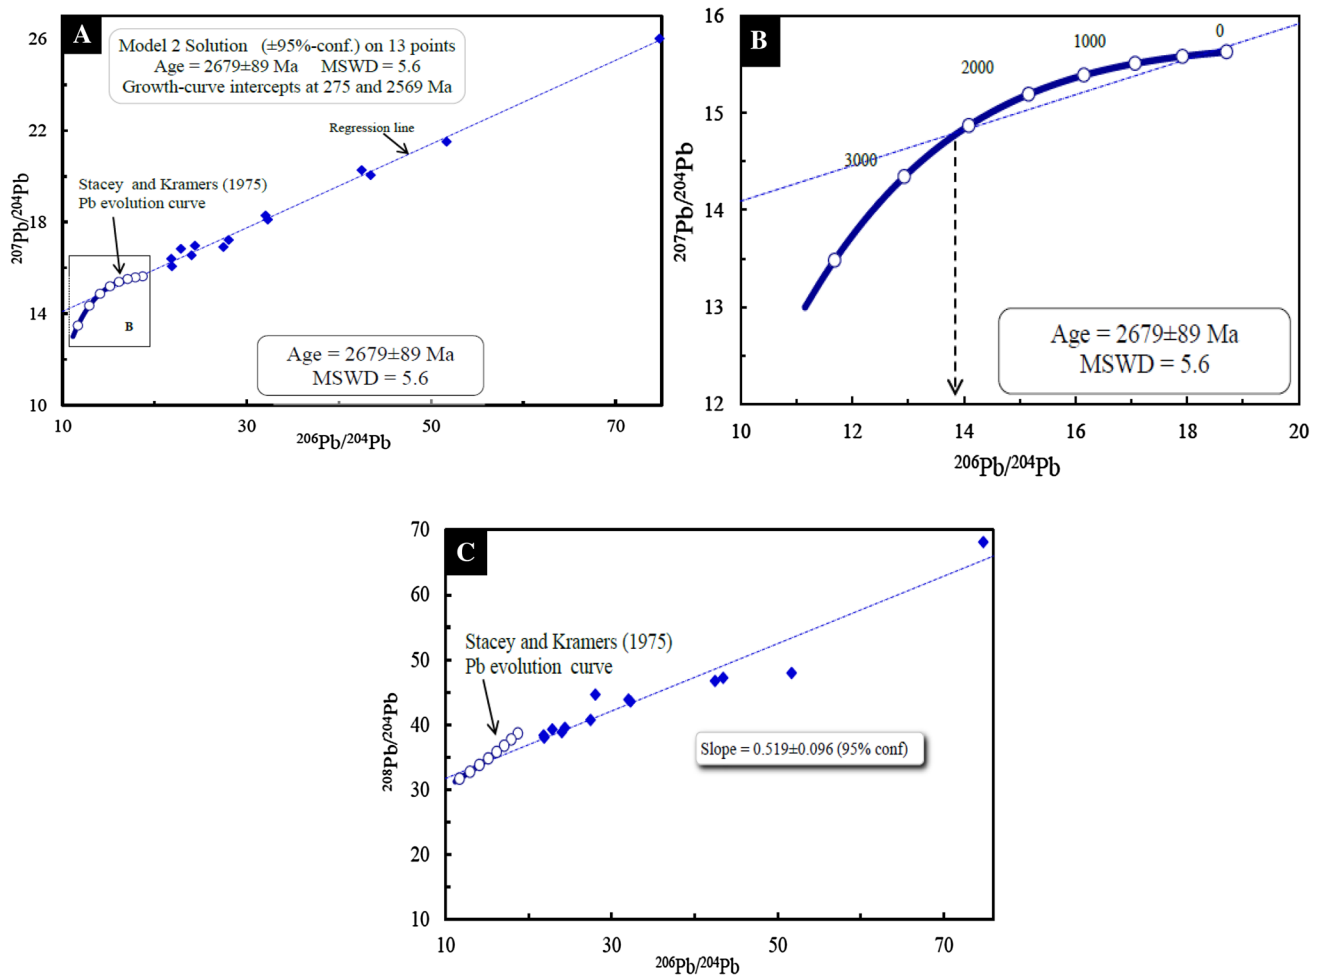 A
Model 2 Solution (±95%-conf.) on 13 points
Age = 2679±89 Ma MSWD = 5.6
Growth-curve intercepts at 275 and 2569 Ma
Regression line
Stacey and Kramers (1975)
Pb evolution curve
B
Age = 2679±89 Ma
MSWD = 5.6
26
22
18
14
10
10 30 50 70
²⁰⁷Pb/²⁰⁴Pb
²⁰⁶Pb/²⁰⁴Pb
B
0
1000
2000
3000
Age = 2679±89 Ma
MSWD = 5.6
16
15
14
13
12
10 12 14 16 18 20
²⁰⁷Pb/²⁰⁴Pb
²⁰⁶Pb/²⁰⁴Pb
C
Stacey and Kramers (1975)
Pb evolution curve
Slope = 0.519±0.096 (95% conf)
70
60
50
40
30
20
10
10 30 50 70
²⁰⁸Pb/²⁰⁴Pb
²⁰⁶Pb/²⁰⁴Pb